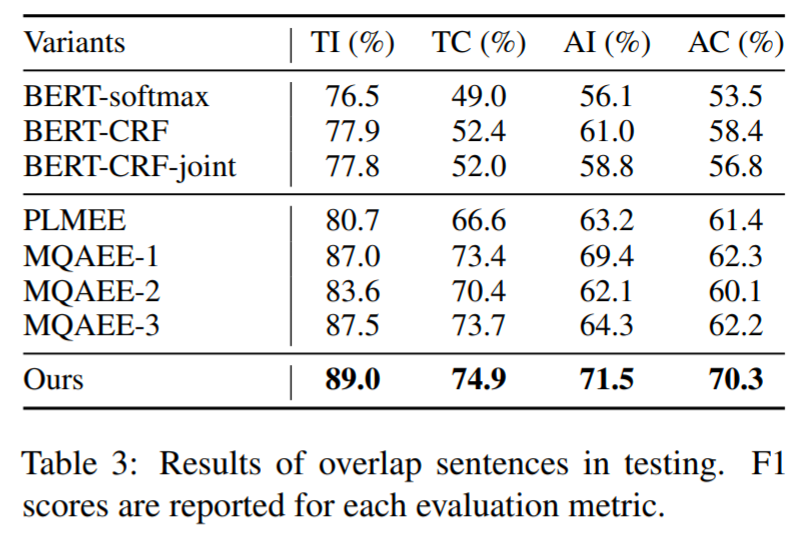 Variants TI (%) TC (%) AI (%) AC (%)
BERT-softmax 76.5 49.0 56.1 53.5
BERT-CRF 77.9 52.4 61.0 58.4
BERT-CRF-joint 77.8 52.0 58.8 56.8
PLMEE 80.7 66.6 63.2 61.4
MQAEE-1 87.0 73.4 69.4 62.3
MQAEE-2 83.6 70.4 62.1 60.1
MQAEE-3 87.5 73.7 64.3 62.2
Ours 89.0 74.9 71.5 70.3
Table 3: Results of overlap sentences in testing. F1
scores are reported for each evaluation metric.